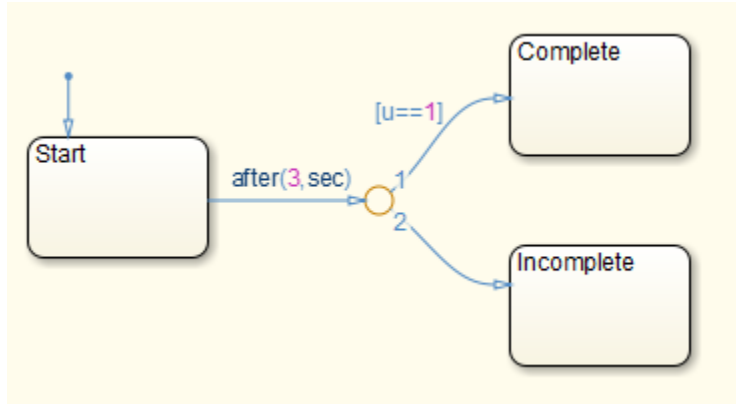 Complete
[u==1]
Start
after(3,sec)
1
2
Incomplete